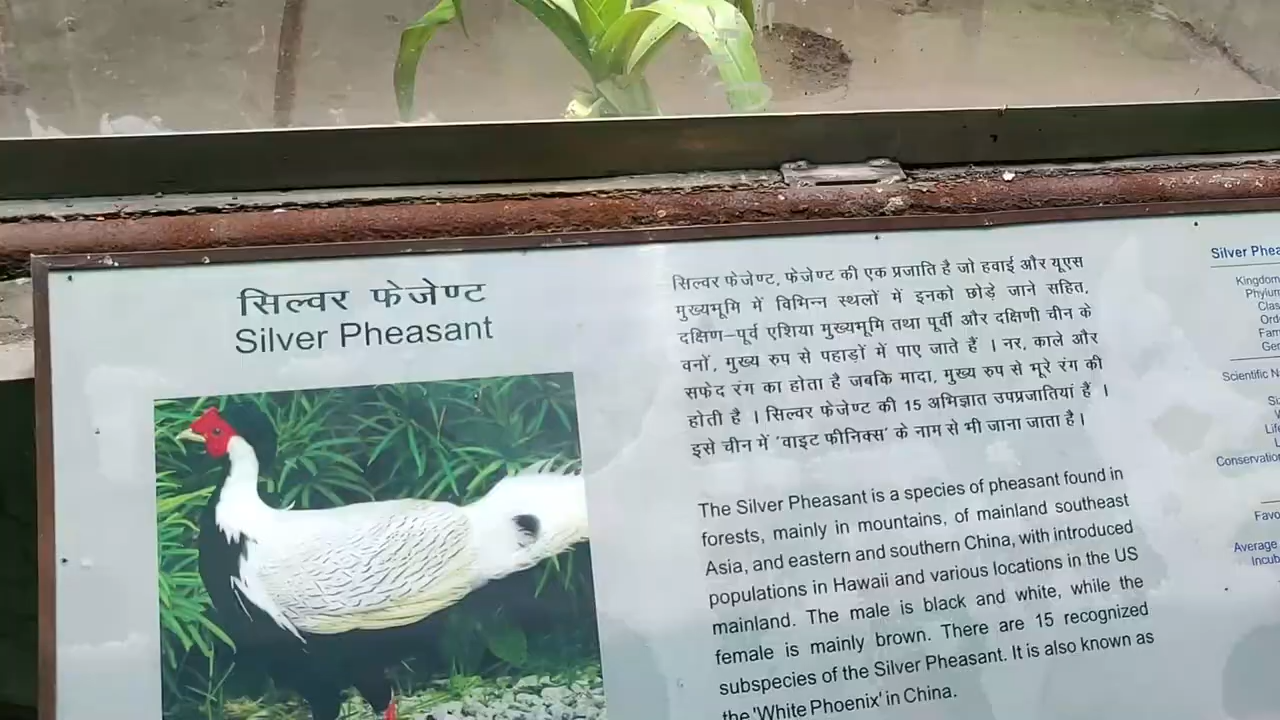 सिल्वर फेजेण्ट
Silver Pheasant
सिल्वर फेजेण्ट, फेजेण्ट की एक प्रजाति है जो हवाई और यूएस
मुख्यभूमि में विभिन्न स्थलों में इनको छोड़े जाने सहित,
दक्षिण–पूर्व एशिया मुख्यभूमि तथा पूर्वी और दक्षिणी चीन के
वनों, मुख्य रुप से पहाड़ों में पाए जाते हैं । नर, काले और
सफेद रंग का होता है जबकि मादा, मुख्य रुप से भूरे रंग की
होती है । सिल्वर फेजेण्ट की 15 अभिज्ञात उपप्रजातियां हैं ।
इसे चीन में 'वाइट फीनिक्स' के नाम से भी जाना जाता है।
The Silver Pheasant is a species of pheasant found in
forests, mainly in mountains, of mainland southeast
Asia, and eastern and southern China, with introduced
populations in Hawaii and various locations in the US
mainland. The male is black and white, while the
female is mainly brown. There are 15 recognized
subspecies of the Silver Pheasant. It is also known as
the 'White Phoenix' in China.
Silver
Kingdom
Scientific
Average